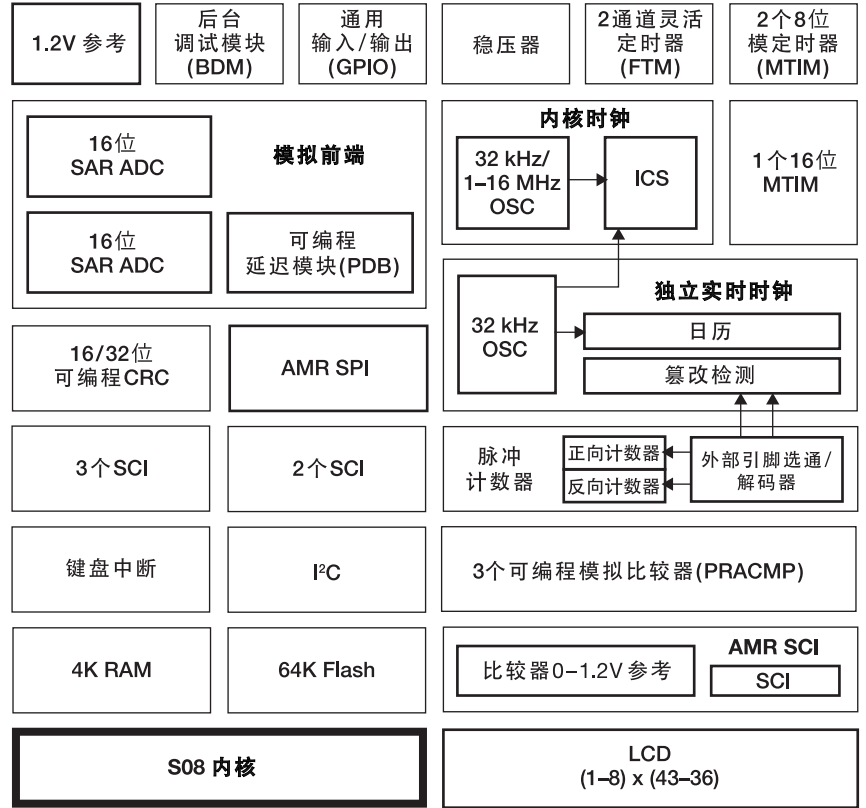 1.2V 参考
后台
调试模块
(BDM)
通用
输入/输出
(GPIO)
稳压器
2通道灵活
定时器
(FTM)
2个8位
模定时器
(MTIM)
16位
SAR ADC
模拟前端
16位
SAR ADC
可编程
延迟模块(PDB)
内核时钟
32 kHz/
1–16 MHz
OSC
ICS
1个16位
MTIM
独立实时时钟
32 kHz
OSC
日历
篡改检测
16/32位
可编程CRC
AMR SPI
3个SCI
2个SCI
脉冲
计数器
正向计数器
反向计数器
外部引脚选通/
解码器
键盘中断
I²C
3个可编程模拟比较器(PRACMP)
4K RAM
64K Flash
比较器0–1.2V 参考
AMR SCI
SCI
S08 内核
LCD
(1–8) x (43–36)